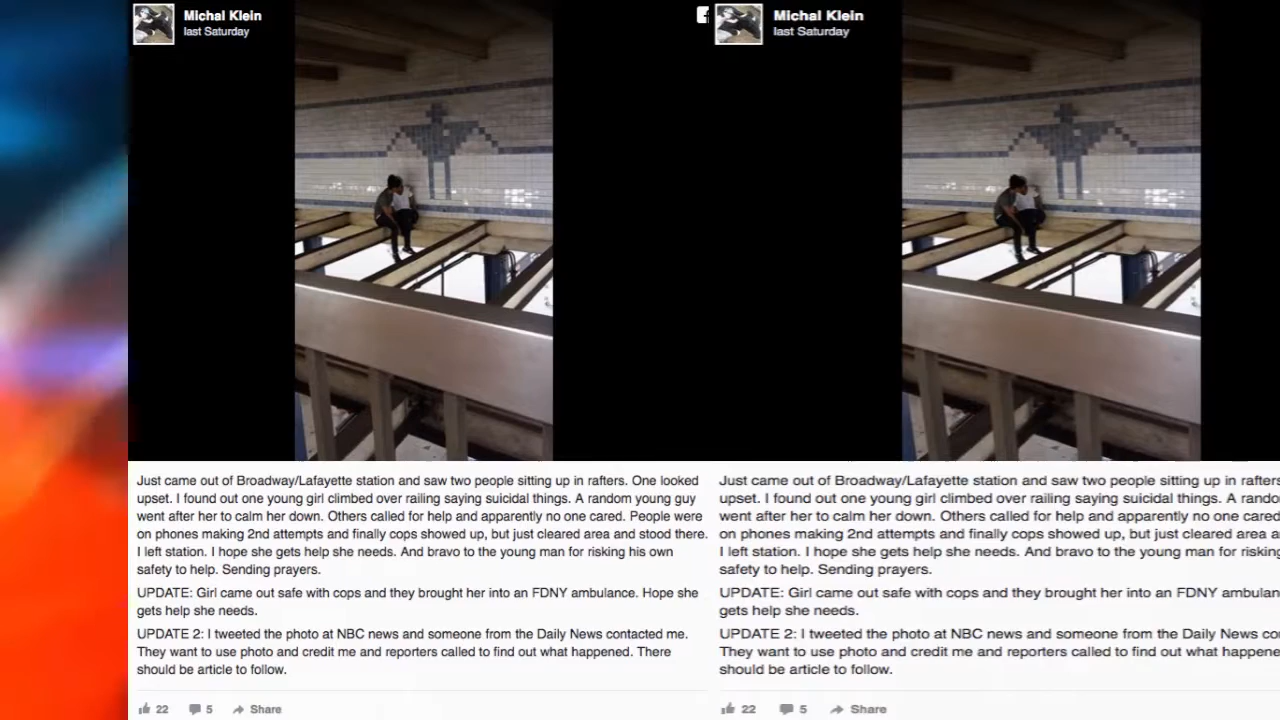 Michal Klein
last Saturday
Just came out of Broadway/Lafayette station and saw two people sitting up in rafters. One looked
upset. I found out one young girl climbed over railing saying suicidal things. A random young guy
went after her to calm her down. Others called for help and apparently no one cared. People were
on phones making 2nd attempts and finally cops showed up, but just cleared area and stood there.
I left station. I hope she gets help she needs. And bravo to the young man for risking his own
safety to help. Sending prayers.
UPDATE: Girl came out safe with cops and they brought her into an FDNY ambulance. Hope she
gets help she needs.
UPDATE 2: I tweeted the photo at NBC news and someone from the Daily News contacted me.
They want to use photo and credit me and reporters called to find out what happened. There
should be article to follow.
22 5 Share
Michal Klein
last Saturday
Just came out of Broadway/Lafayette station and saw two people sitting up in rafters
upset. I found out one young girl climbed over railing saying suicidal things. A rando
went after her to calm her down. Others called for help and apparently no one cared
on phones making 2nd attempts and finally cops showed up, but just cleared area a
I left station. I hope she gets help she needs. And bravo to the young man for risking
safety to help. Sending prayers.
UPDATE: Girl came out safe with cops and they brought her into an FDNY ambulan
gets help she needs.
UPDATE 2: I tweeted the photo at NBC news and someone from the Daily News co
They want to use photo and credit me and reporters called to find out what happene
should be article to follow.
22 5 Share